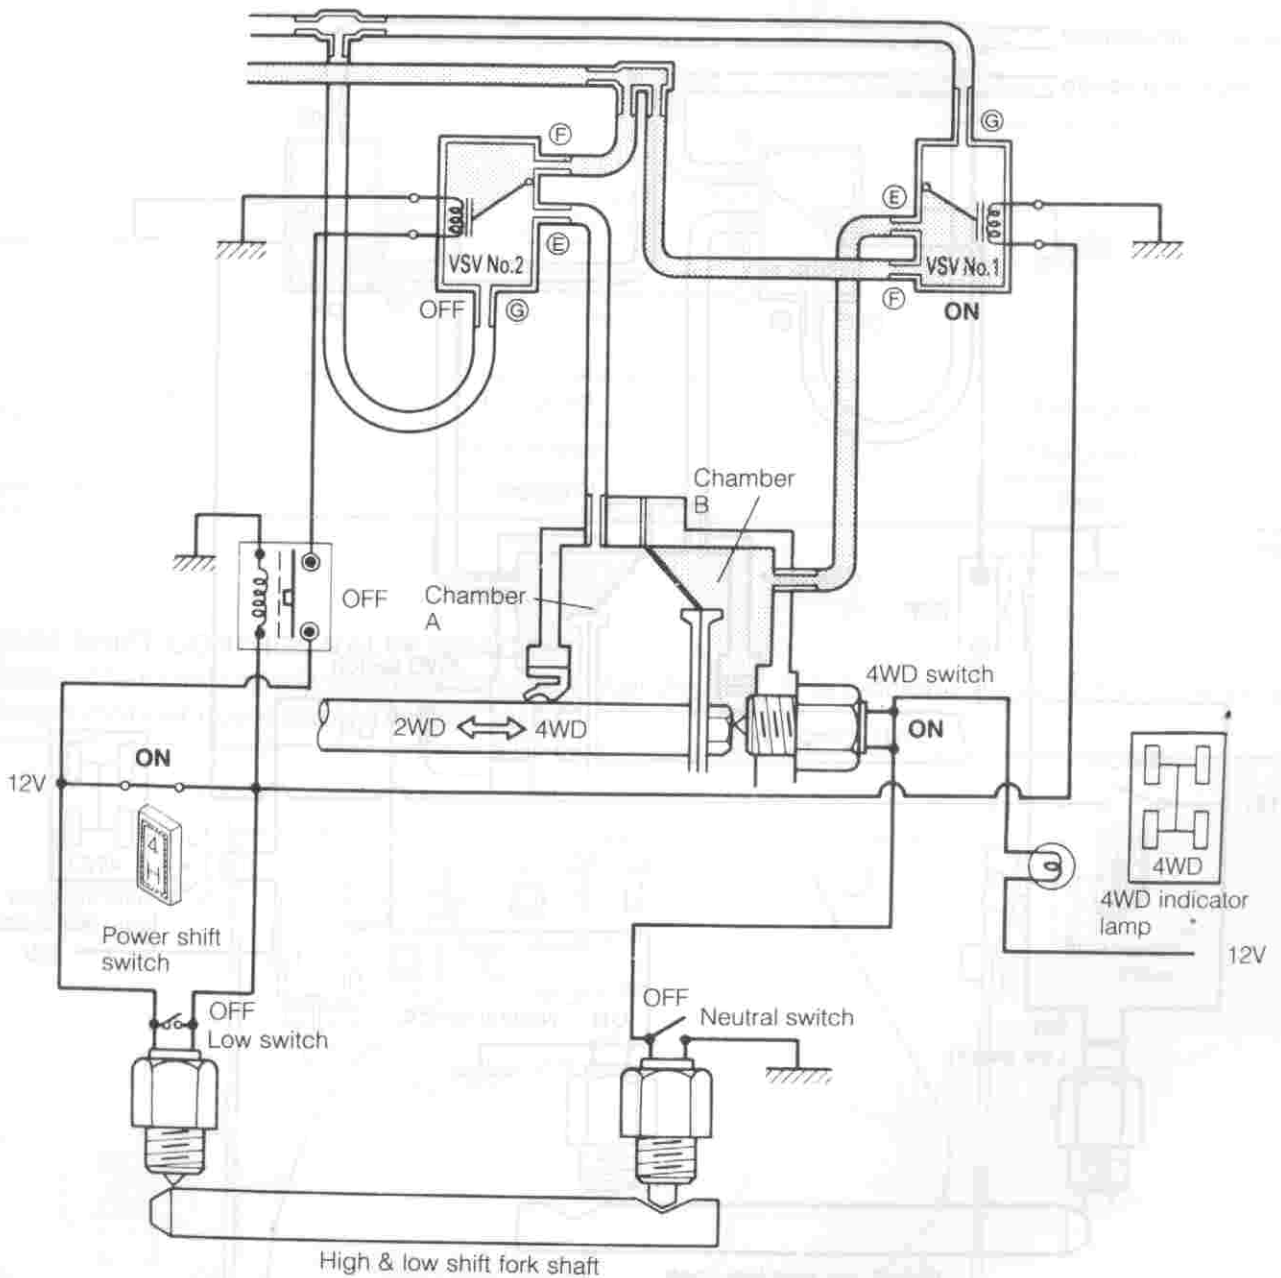 G
F
E
E
VSV No.2
VSV No.1
OFF
G
F
ON
Chamber
B
OFF
Chamber
A
4WD switch
2WD
4WD
ON
ON
12V
4
H
4WD
4WD indicator
lamp
Power shift
switch
12V
OFF
Low switch
OFF
Neutral switch
High & low shift fork shaft